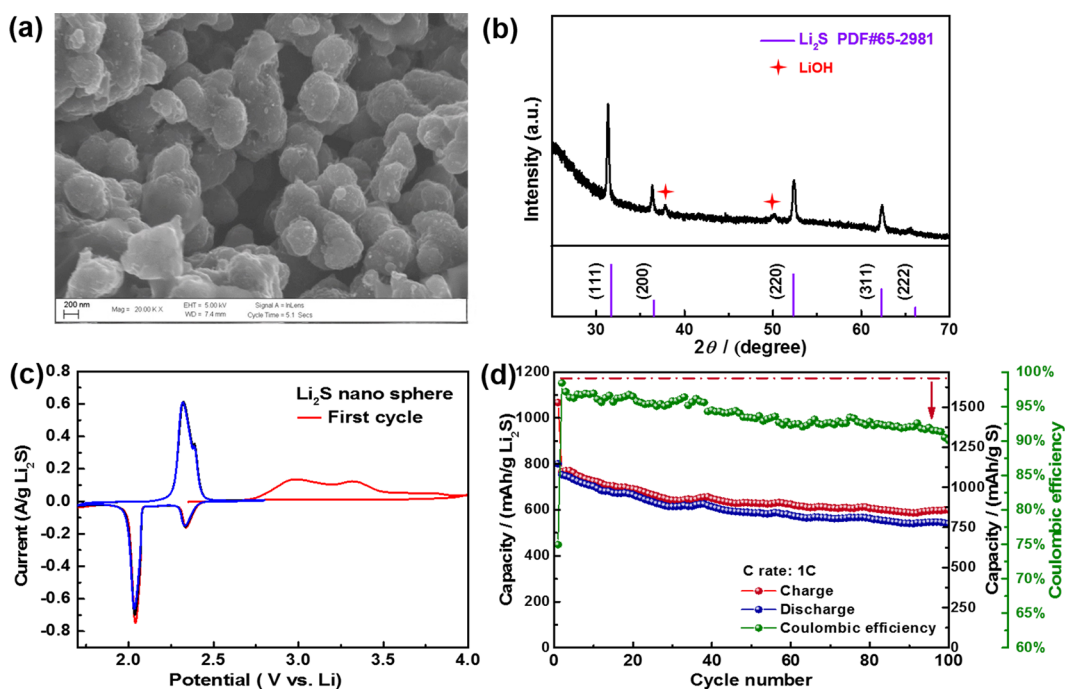 (a)
200 nm
Mag = 20.00 K X
EHT = 5.00 kV
WD = 7.4 mm
Signal A = InLens
Cycle Time = 5.1 Secs
(b)
Li₂S PDF#65-2981
LiOH
Intensity (a.u.)
(111)
(200)
(220)
(311)
(222)
30 40 50 60 70
2θ / (degree)
(c)
Li₂S nano sphere
First cycle
Current (A/g Li₂S)
0.8
0.6
0.4
0.2
0.0
-0.2
-0.4
-0.6
-0.8
2.0 2.5 3.0 3.5 4.0
Potential ( V vs. Li)
(d)
Capacity / (mAh/g Li₂S)
1200
1000
800
600
400
200
0
C rate: 1C
Charge
Discharge
Coulombic efficiency
0 20 40 60 80 100
Cycle number
1500
1250
1000
750
500
250
0
Capacity / (mAh/g S)
100%
95%
90%
85%
80%
75%
70%
65%
60%
Coulombic efficiency